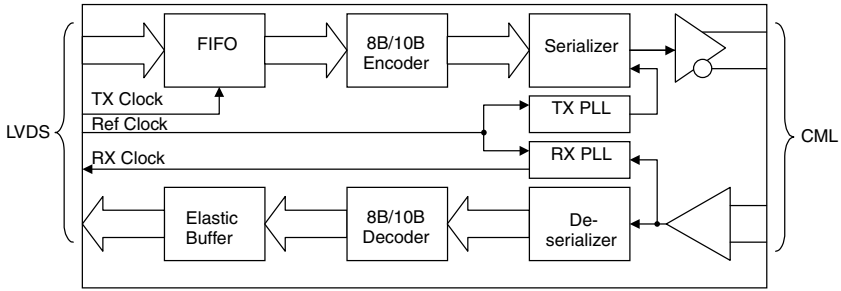 FIFO
8B/10B
Encoder
Serializer
TX Clock
Ref Clock
RX Clock
TX PLL
RX PLL
LVDS
CML
Elastic
Buffer
8B/10B
Decoder
De-
serializer